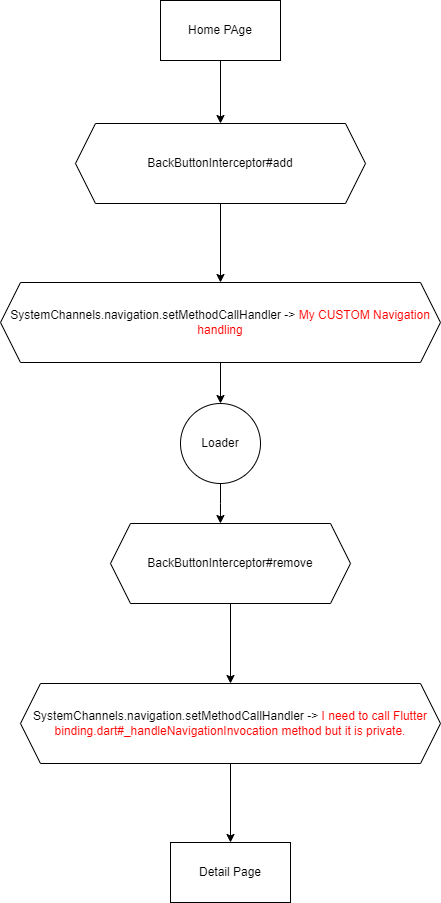 Home PAge
BackButtonInterceptor#add
SystemChannels.navigation.setMethodCallHandler -> My CUSTOM Navigation
handling
Loader
BackButtonInterceptor#remove
SystemChannels.navigation.setMethodCallHandler -> I need to call Flutter
binding.dart#_handleNavigationInvocation method but it is private.
Detail Page